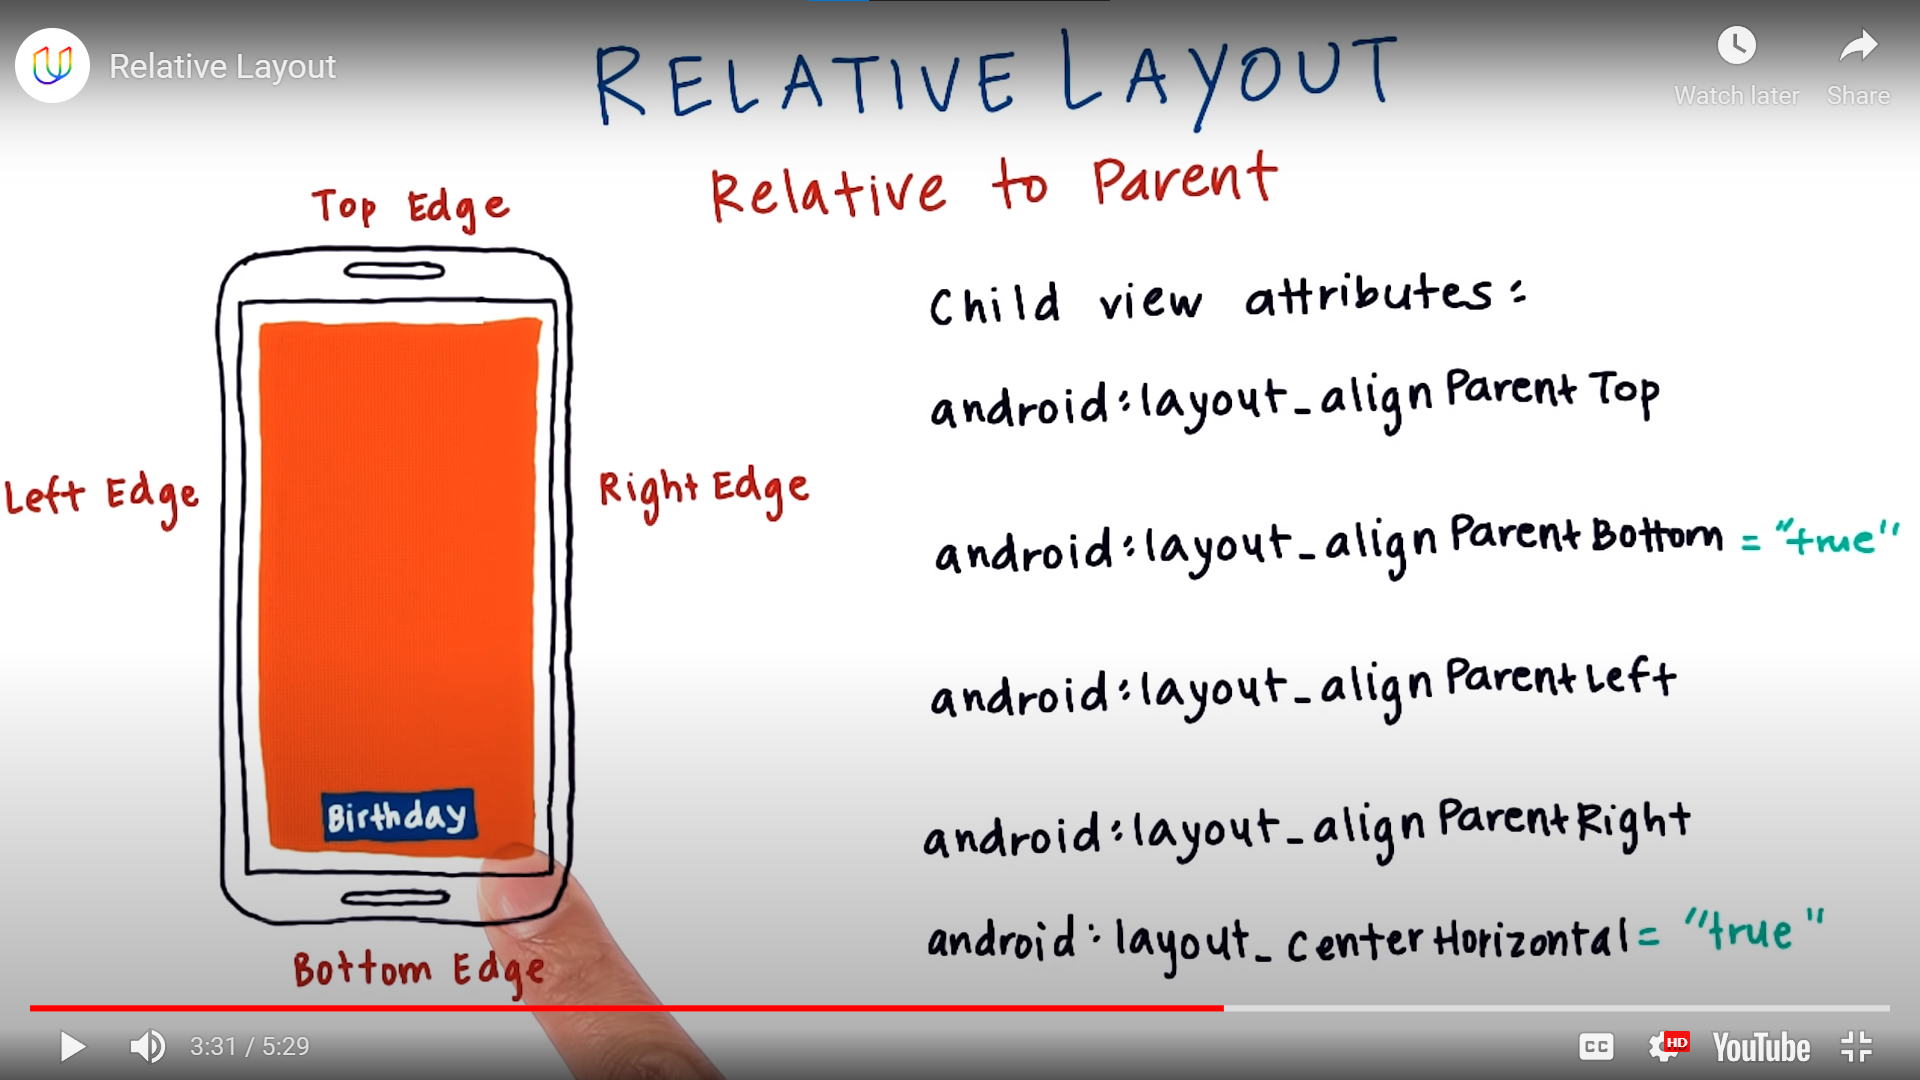 Relative Layout
RELATIVE LAYOUT
Watch later
Share
Relative to Parent
Top Edge
Left Edge
Right Edge
Birthday
Bottom Edge
Child view attributes:
android:layout_alignParentTop
android:layout_alignParentBottom = "true"
android:layout_alignParentLeft
android:layout_alignParentRight
android:layout_centerHorizontal = "true"
3:31 / 5:29
CC
HD
YouTube